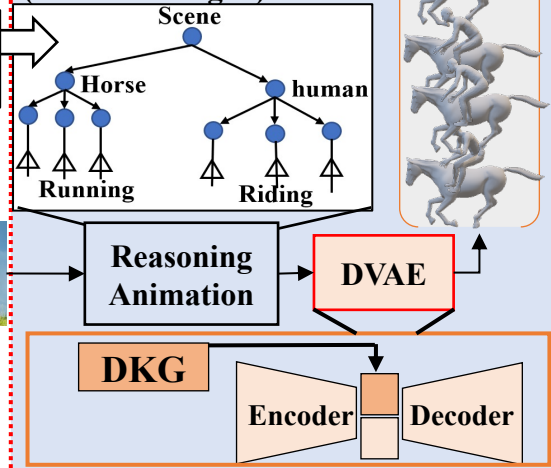 Scene
Horse
human
Running
Riding
Reasoning
Animation
DVAE
DKG
Encoder
Decoder